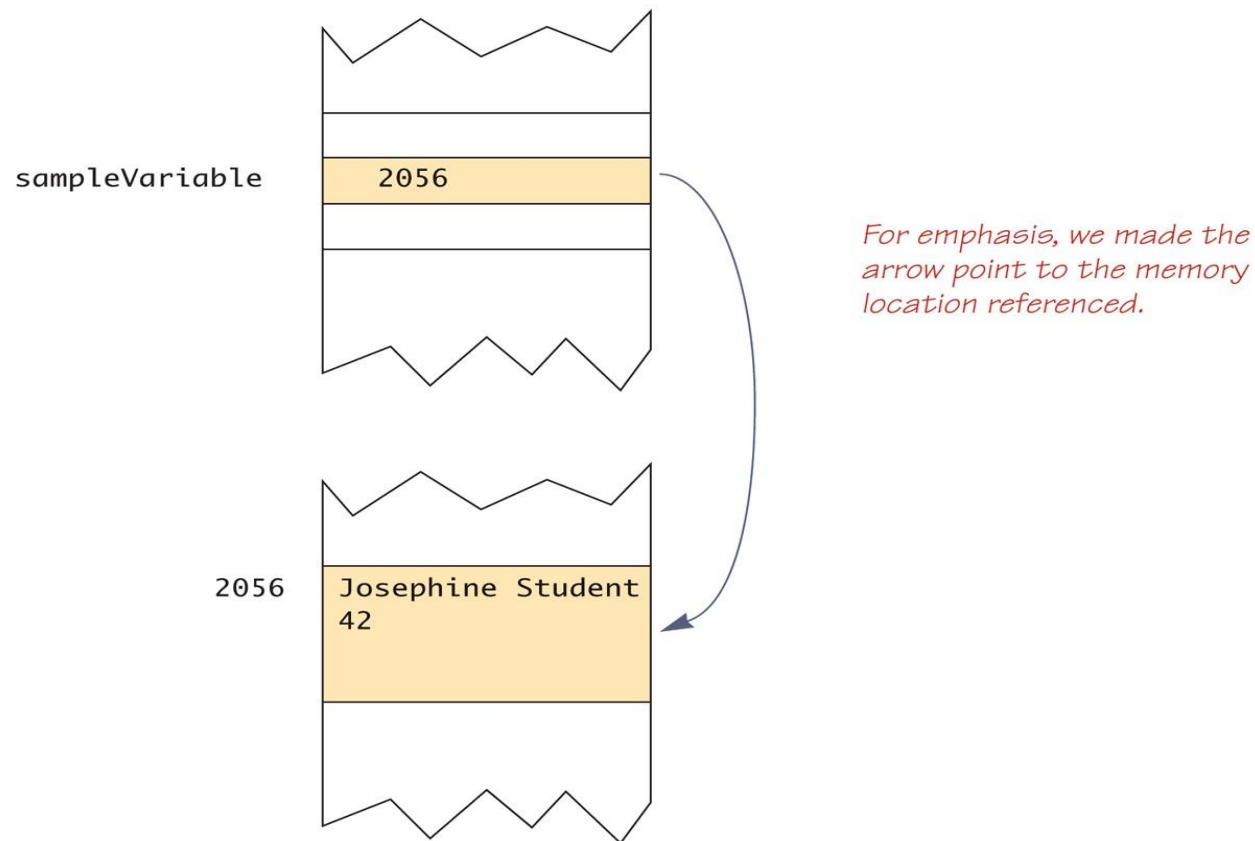 sampleVariable 2056
For emphasis, we made the
arrow point to the memory
location referenced.
2056 Josephine Student
42